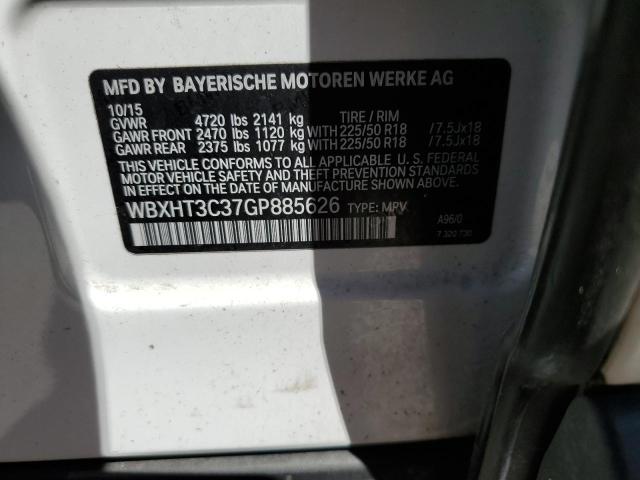 MFD BY BAYERISCHE MOTOREN WERKE AG
10/15
GVWR 4720 lbs 2141 kg TIRE / RIM
GAWR FRONT 2470 lbs 1120 kg WITH 225/50 R18 /7.5Jx18
GAWR REAR 2375 lbs 1077 kg WITH 225/50 R18 /7.5Jx18
THIS VEHICLE CONFORMS TO ALL APPLICABLE U. S. FEDERAL
MOTOR VEHICLE SAFETY AND THEFT PREVENTION STANDARDS
IN EFFECT ON THE DATE OF MANUFACTURE SHOWN ABOVE.
WBXHT3C37GP885626 TYPE: MPV
A96/0
7 320 730